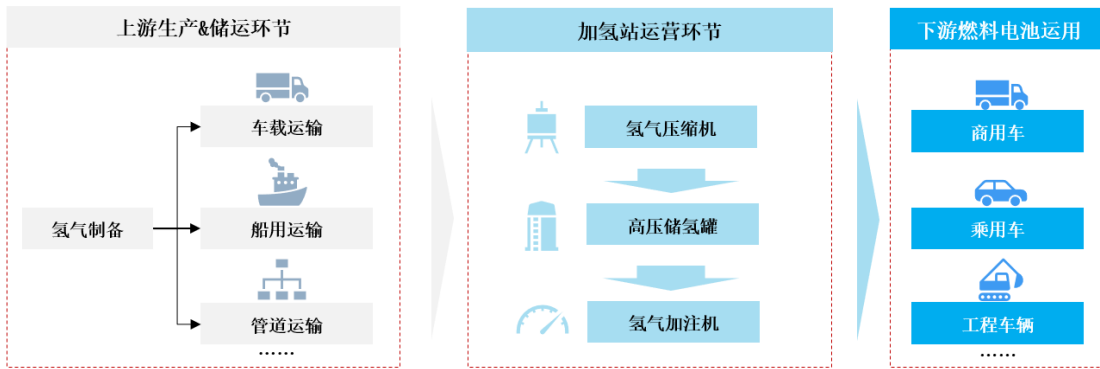 上游生产&储运环节
氢气制备
车载运输
船用运输
管道运输
……
加氢站运营环节
氢气压缩机
高压储氢罐
氢气加注机
下游燃料电池运用
商用车
乘用车
工程车辆
……